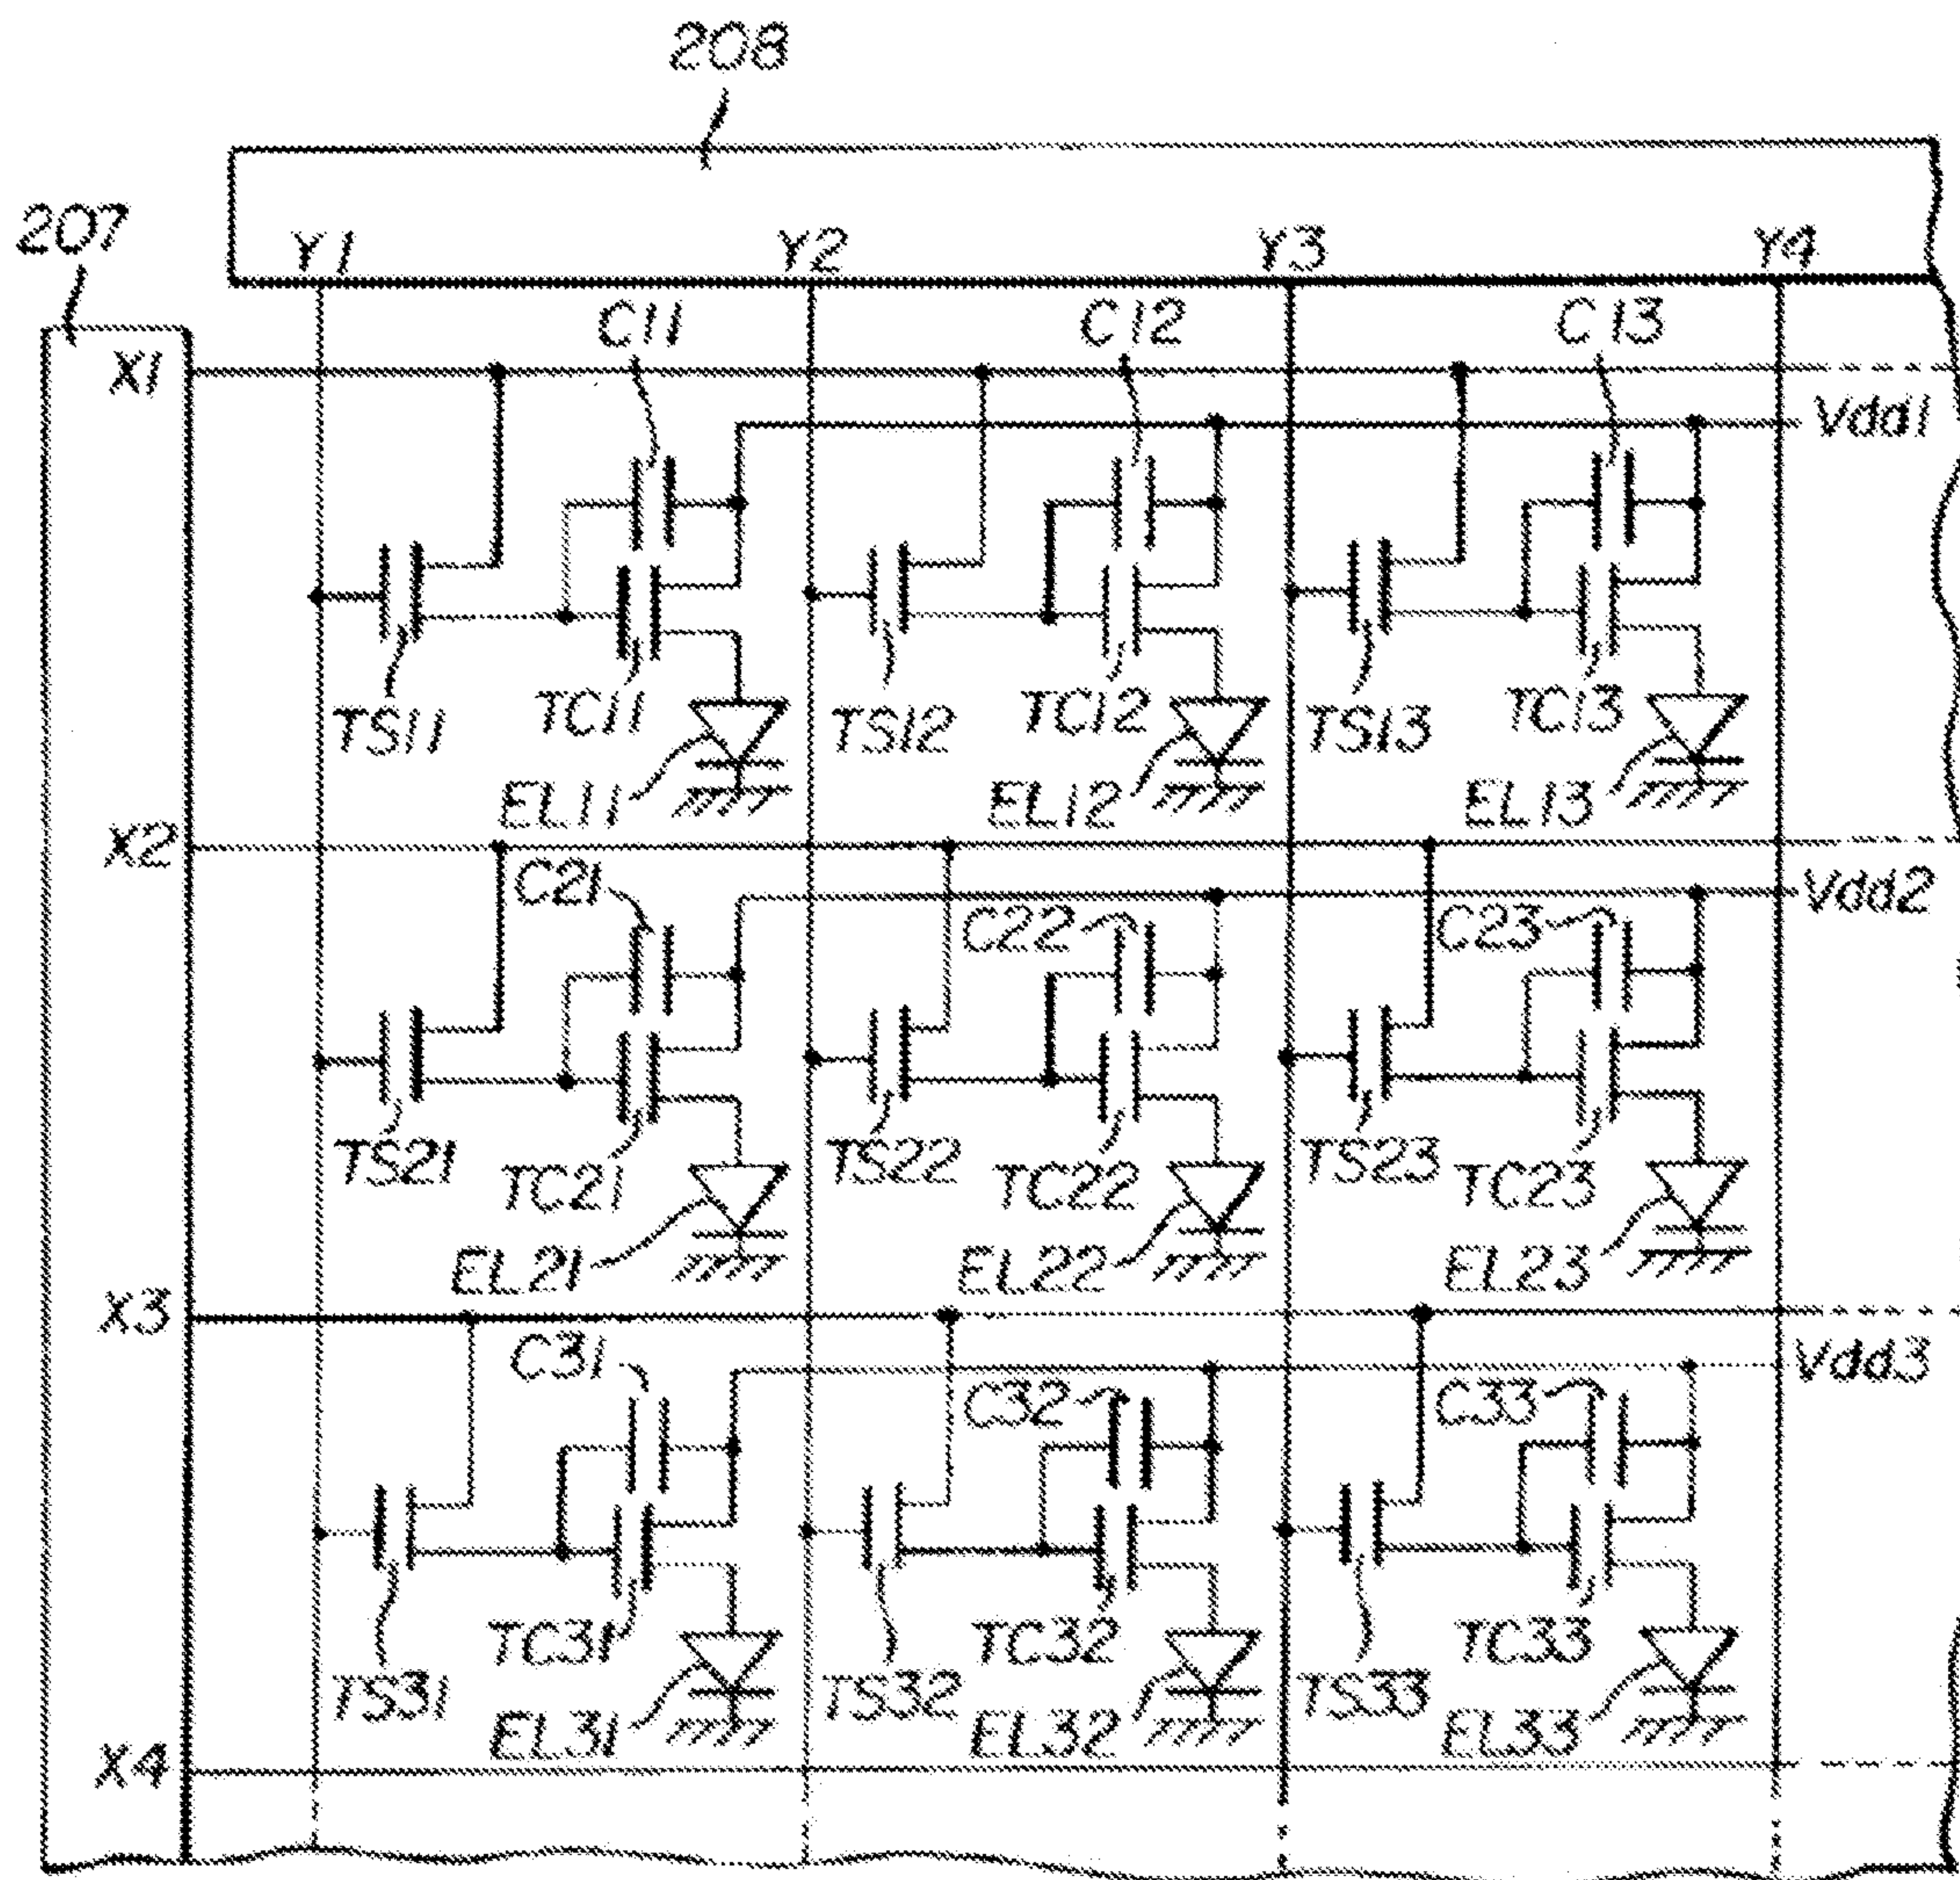 208
207
Y1 Y2 Y3 Y4
C11 C12 C13
X1
Vdd1
TS11 TC11 TS12 TC12 TS13 TC13
EL11 EL12 EL13
X2
C21 C22 C23 Vdd2
TS21 TC21 TS22 TC22 TS23 TC23
EL21 EL22 EL23
X3
C31 C32 C33 Vdd3
TS31 TC31 TS32 TC32 TS33 TC33
EL31 EL32 EL33
X4